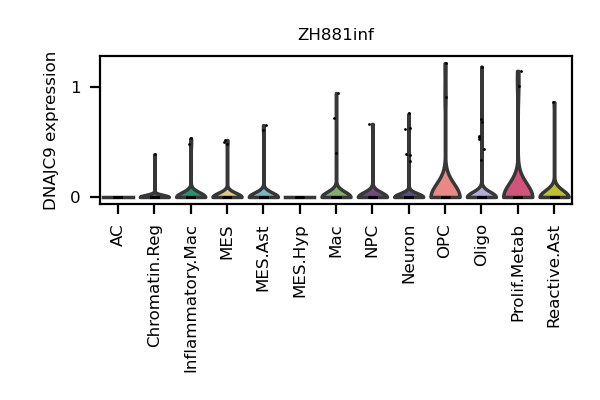 ZH881inf
DNAJC9 expression
1
0
AC
Chromatin.Reg
Inflammatory.Mac
MES
MES.Ast
MES.Hyp
Mac
NPC
Neuron
OPC
Oligo
Prolif.Metab
Reactive.Ast